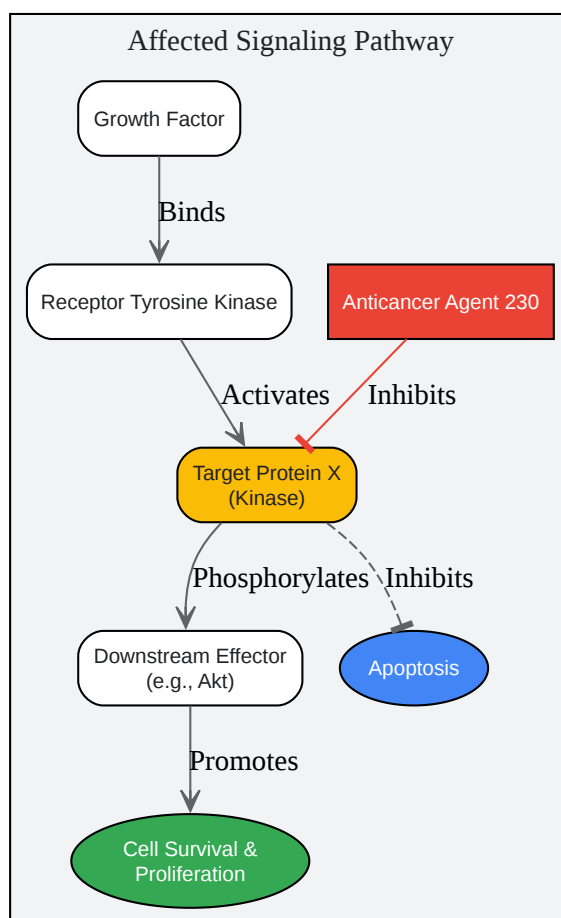 Affected Signaling Pathway
Growth Factor
Binds
Receptor Tyrosine Kinase
Anticancer Agent 230
Activates
Inhibits
Target Protein X
(Kinase)
Phosphorylates
Inhibits
Downstream Effector
(e.g., Akt)
Apoptosis
Promotes
Cell Survival &
Proliferation